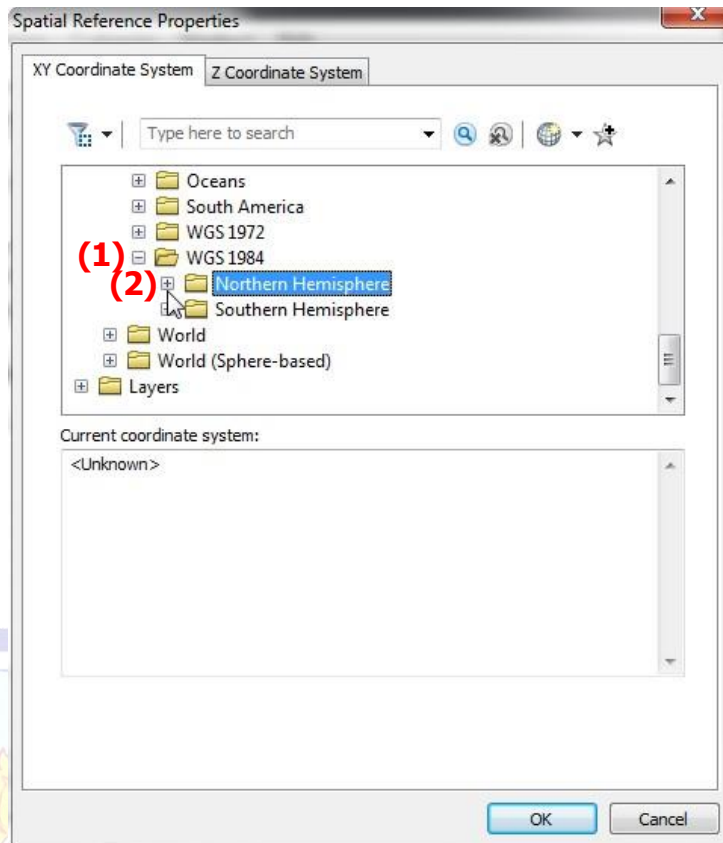 Spatial Reference Properties
XY Coordinate System Z Coordinate System
Type here to search
Oceans
South America
WGS 1972
(1) WGS 1984
(2) Northern Hemisphere
Southern Hemisphere
World
World (Sphere-based)
Layers
Current coordinate system:
<Unknown>
OK Cancel